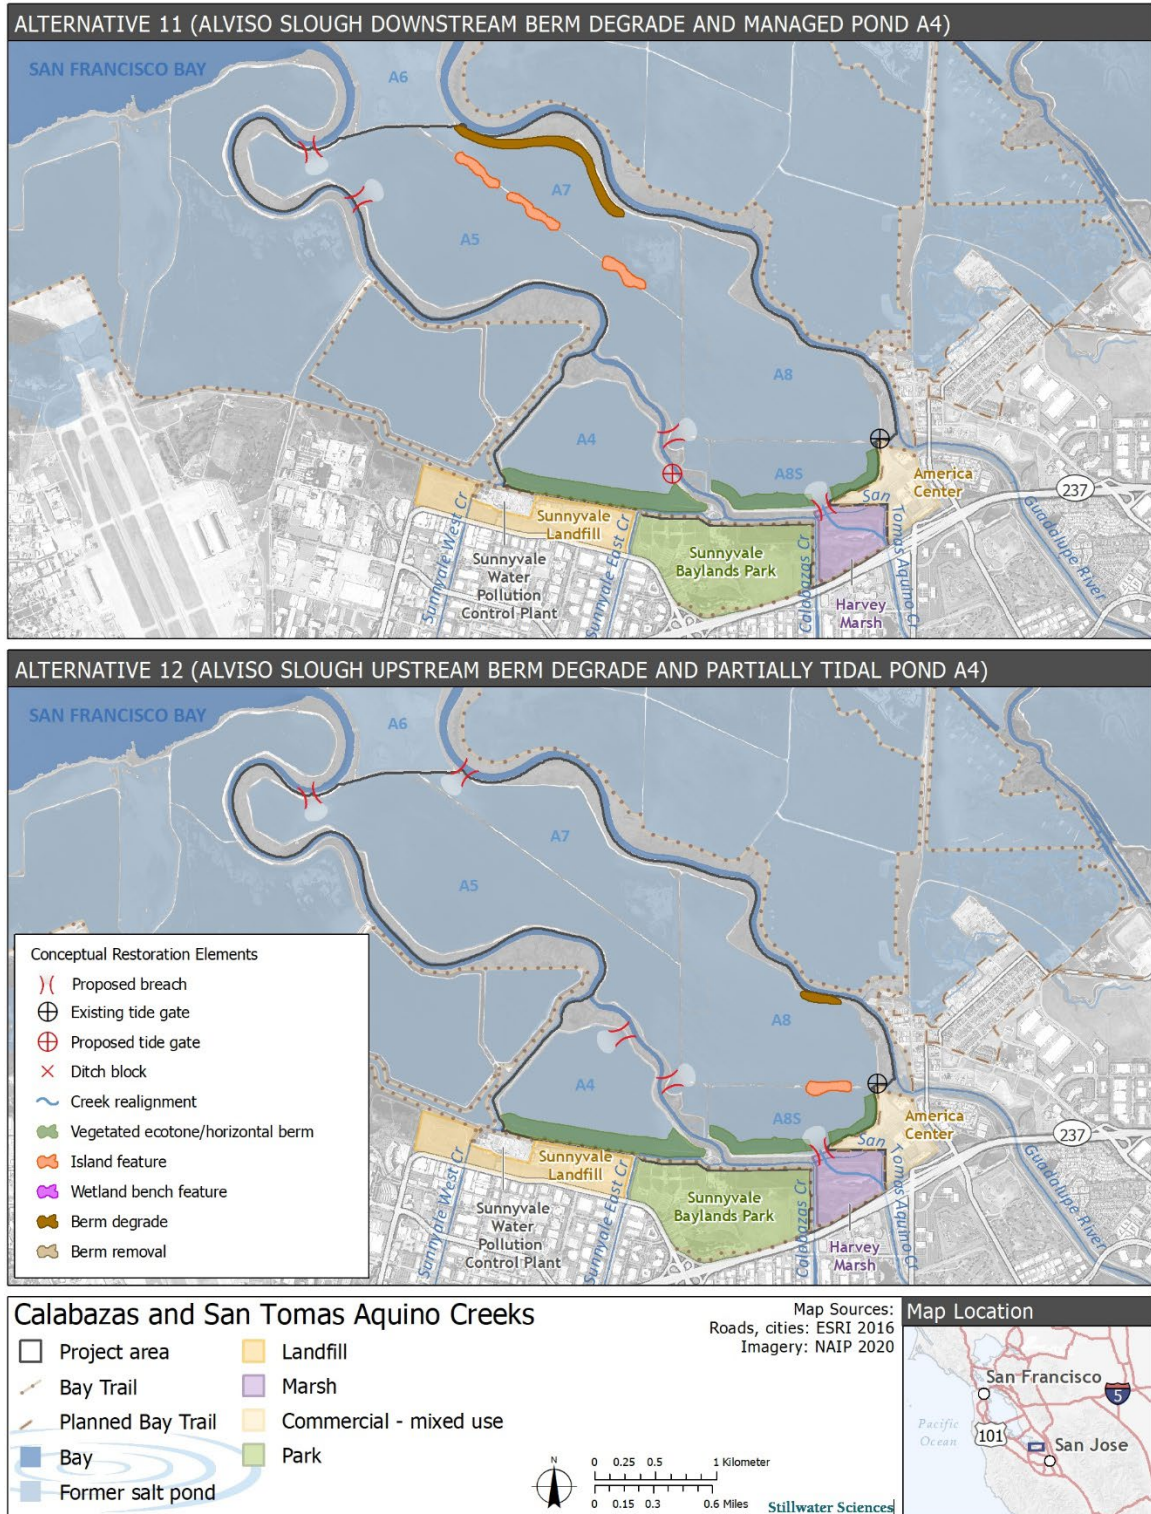 ALTERNATIVE 11 (ALVISO SLOUGH DOWNSTREAM BERM DEGRADE AND MANAGED POND A4)
SAN FRANCISCO BAY
A6
A7
A5
A8
A4
A8S
America
Center
237
San Tomas Aquino Cr
Guadalupe River
Sunnyvale
Landfill
Sunnyvale West Cr
Sunnyvale
Water
Pollution
Control Plant
Sunnyvale East Cr
Sunnyvale
Baylands Park
Calabazas Cr
Harvey
Marsh
ALTERNATIVE 12 (ALVISO SLOUGH UPSTREAM BERM DEGRADE AND PARTIALLY TIDAL POND A4)
SAN FRANCISCO BAY
A6
A7
A5
A8
A4
A8S
America
Center
237
San Tomas Aquino Cr
Guadalupe River
Sunnyvale
Landfill
Sunnyvale West Cr
Sunnyvale
Water
Pollution
Control Plant
Sunnyvale East Cr
Sunnyvale
Baylands Park
Calabazas Cr
Harvey
Marsh
Conceptual Restoration Elements
Proposed breach
Existing tide gate
Proposed tide gate
Ditch block
Creek realignment
Vegetated ecotone/horizontal berm
Island feature
Wetland bench feature
Berm degrade
Berm removal
Calabazas and San Tomas Aquino Creeks
Project area
Bay Trail
Planned Bay Trail
Bay
Former salt pond
Landfill
Marsh
Commercial - mixed use
Park
Map Sources:
Roads, cities: ESRI 2016
Imagery: NAIP 2020
N
0 0.25 0.5 1 Kilometer
0 0.15 0.3 0.6 Miles
Stillwater Sciences
Map Location
San Francisco
5
Pacific
Ocean
101
San Jose